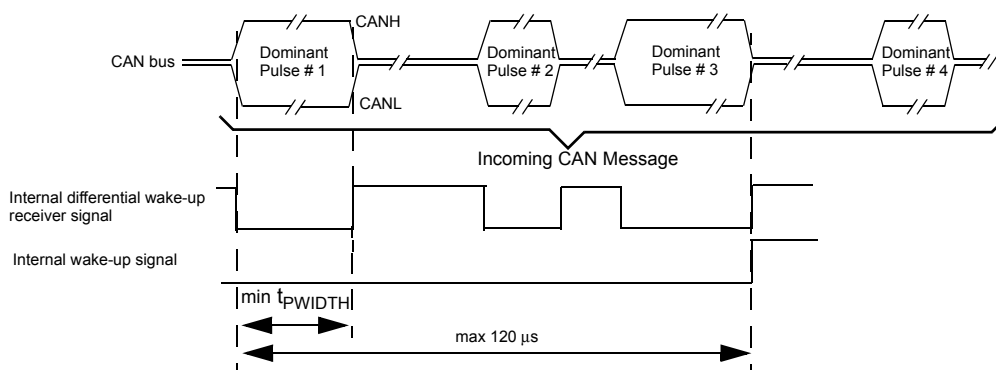 CANH
CAN bus
Dominant
Pulse # 1
Dominant
Pulse # 2
Dominant
Pulse # 3
Dominant
Pulse # 4
CANL
Incoming CAN Message
Internal differential wake-up
receiver signal
Internal wake-up signal
min tPWIDTH
max 120 μs